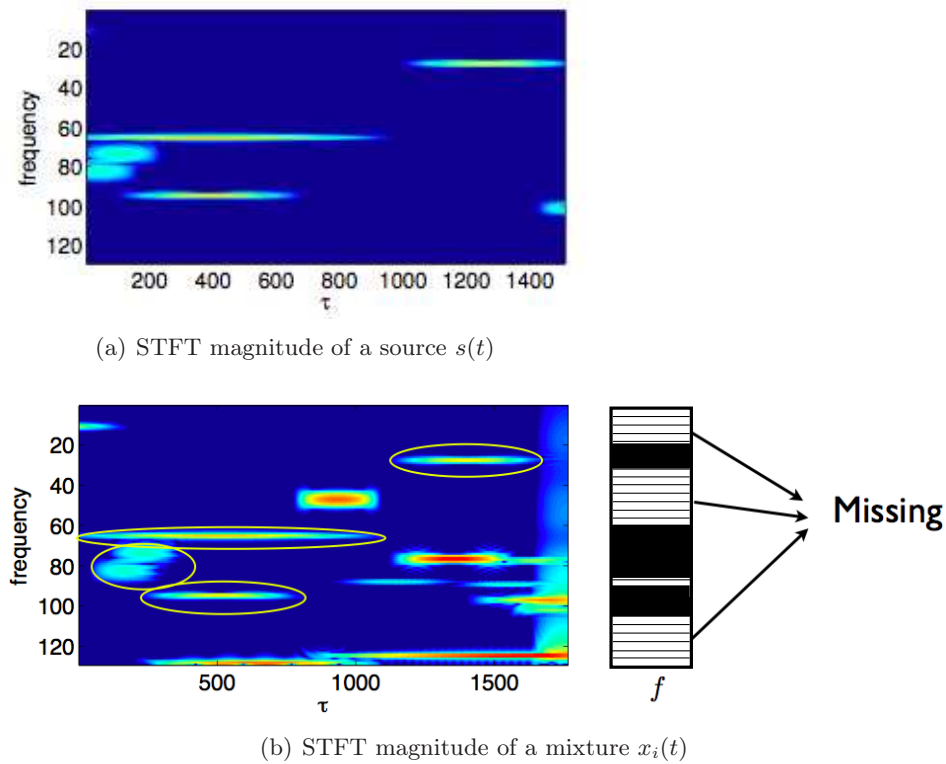 20
40
60
80
100
120
frequency
200 400 600 800 1000 1200 1400
τ
(a) STFT magnitude of a source s(t)
20
40
60
80
100
120
frequency
500 1000 1500
τ
f
Missing
(b) STFT magnitude of a mixture xᵢ(t)